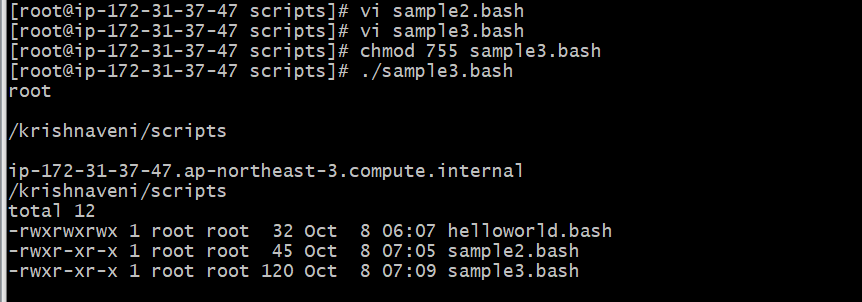 [root@ip-172-31-37-47 scripts]# vi sample2.bash
[root@ip-172-31-37-47 scripts]# vi sample3.bash
[root@ip-172-31-37-47 scripts]# chmod 755 sample3.bash
[root@ip-172-31-37-47 scripts]# ./sample3.bash
root
/krishnaveni/scripts
ip-172-31-37-47.ap-northeast-3.compute.internal
/krishnaveni/scripts
total 12
-rwxrwxrwx 1 root root  32 Oct  8 06:07 helloworld.bash
-rwxr-xr-x 1 root root  45 Oct  8 07:05 sample2.bash
-rwxr-xr-x 1 root root 120 Oct  8 07:09 sample3.bash